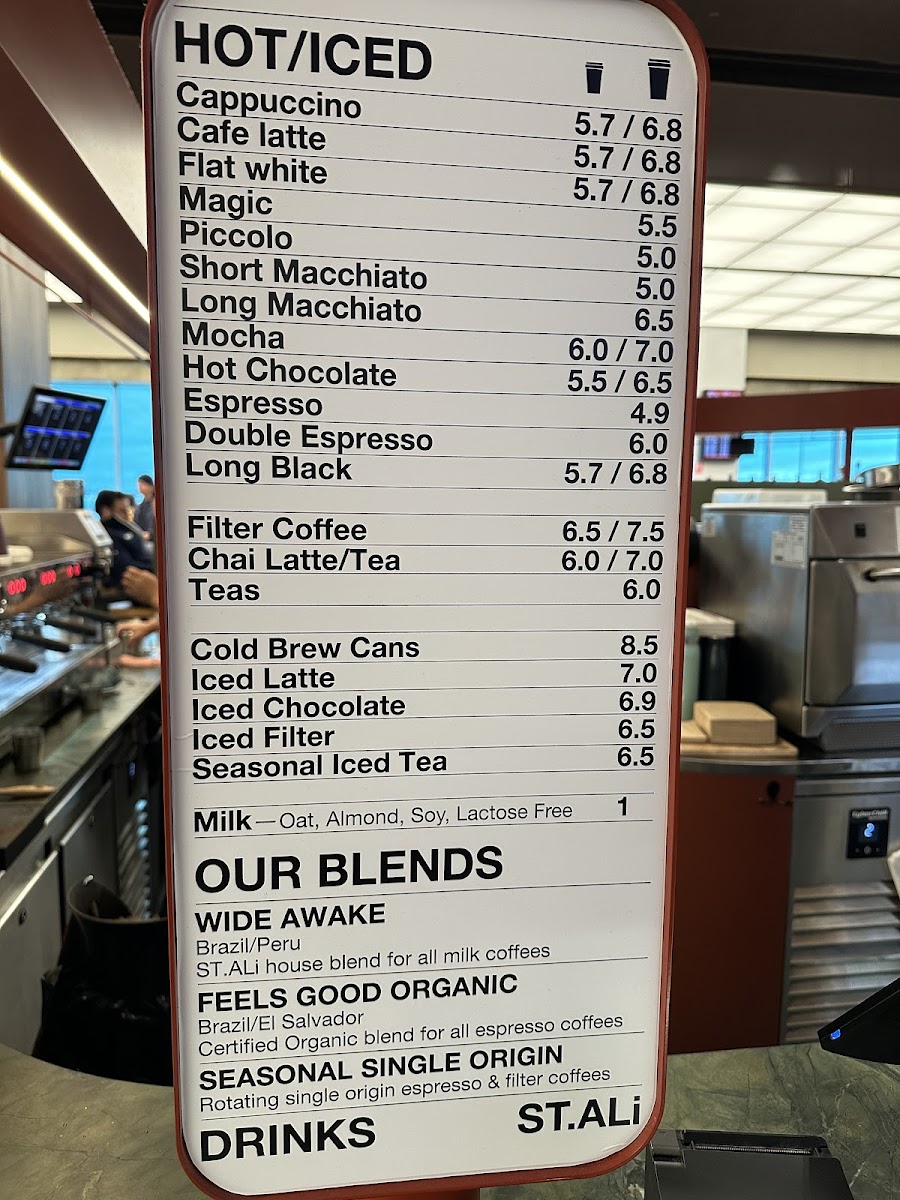 HOT/ICED
Cappuccino 5.7 / 6.8
Cafe latte 5.7 / 6.8
Flat white 5.7 / 6.8
Magic 5.5
Piccolo 5.0
Short Macchiato 5.0
Long Macchiato 6.5
Mocha 6.0 / 7.0
Hot Chocolate 5.5 / 6.5
Espresso 4.9
Double Espresso 6.0
Long Black 5.7 / 6.8
Filter Coffee 6.5 / 7.5
Chai Latte/Tea 6.0 / 7.0
Teas 6.0
Cold Brew Cans 8.5
Iced Latte 7.0
Iced Chocolate 6.9
Iced Filter 6.5
Seasonal Iced Tea 6.5
Milk — Oat, Almond, Soy, Lactose Free 1
OUR BLENDS
WIDE AWAKE
Brazil/Peru
ST.ALi house blend for all milk coffees
FEELS GOOD ORGANIC
Brazil/El Salvador
Certified Organic blend for all espresso coffees
SEASONAL SINGLE ORIGIN
Rotating single origin espresso & filter coffees
DRINKS ST.ALi